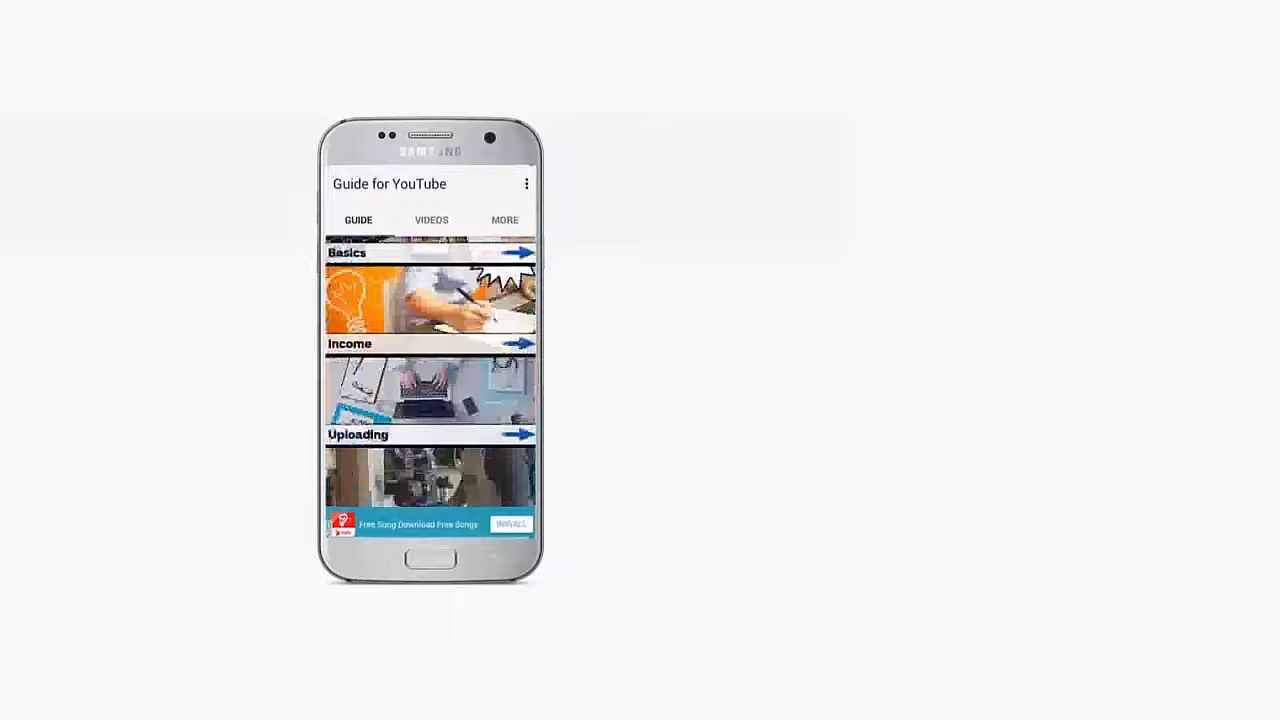 SAMSUNG
Guide for YouTube
GUIDE VIDEOS MORE
Basics
Income
Uploading
Free Song Download Free Songs INSTALL